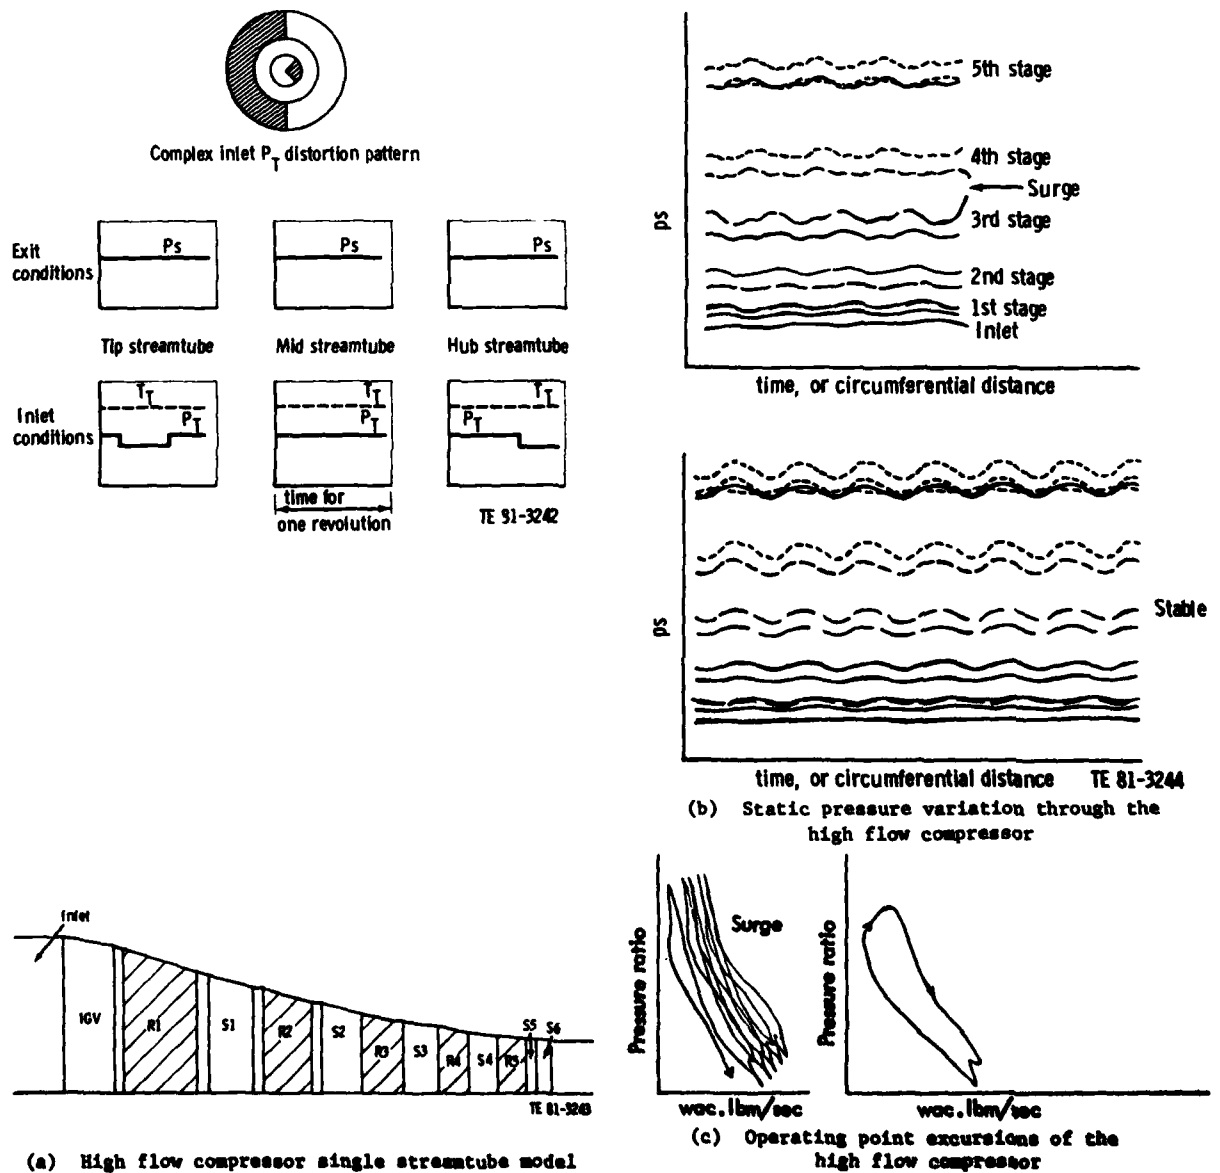 Complex inlet P_T distortion pattern
Exit conditions
Ps
Ps
Ps
Tip streamtube
Mid streamtube
Hub streamtube
Inlet conditions
T_T
P_T
T_T
P_T
T_T
P_T
time for
one revolution
TE 81-3242
Inlet
IGV
R1
S1
R2
S2
R3
S3
R4
S4
R5
S5
S6
TE 81-3243
(a) High flow compressor single streamtube model
ps
5th stage
4th stage
Surge
3rd stage
2nd stage
1st stage
Inlet
time, or circumferential distance
ps
Stable
time, or circumferential distance
TE 81-3244
(b) Static pressure variation through the
high flow compressor
Pressure ratio
Surge
wac.lbm/sec
Pressure ratio
wac.lbm/sec
(c) Operating point excursions of the
high flow compressor